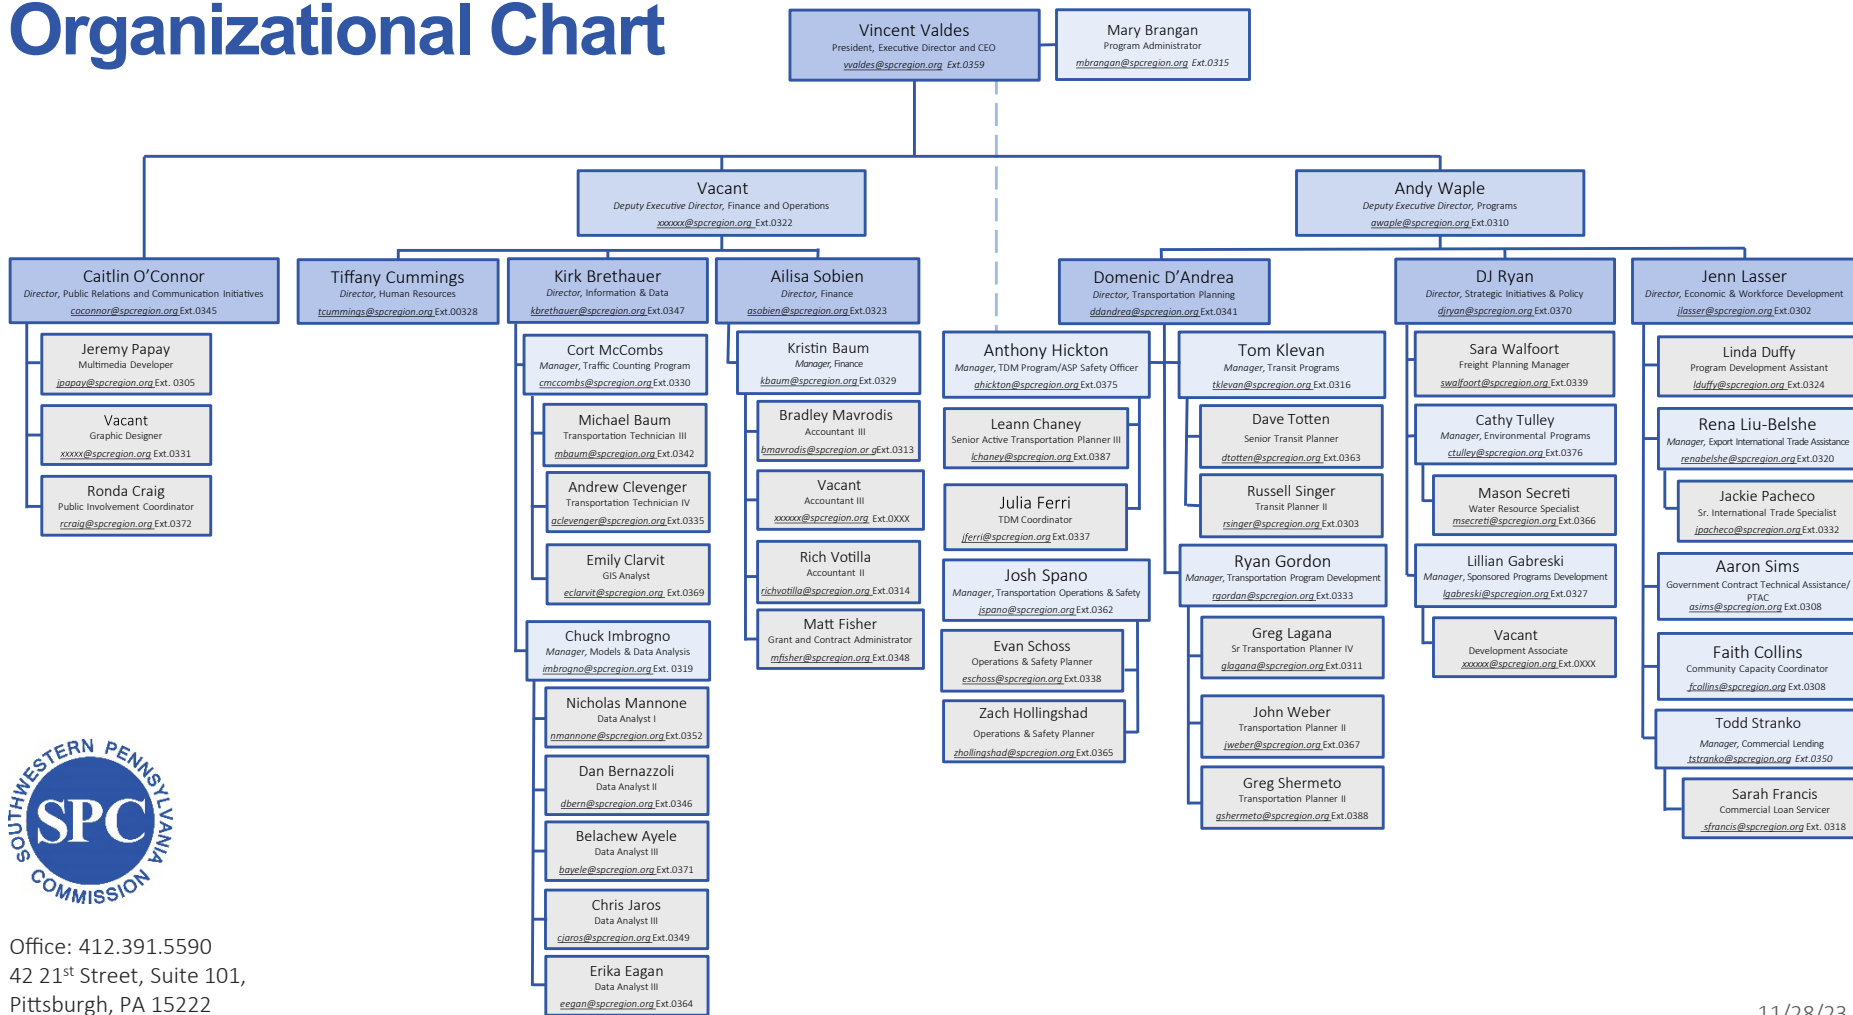 Organizational Chart
Vincent Valdes
President, Executive Director and CEO
vvaldes@spcregion.org Ext.0359
Mary Brangan
Program Administrator
mbrangan@spcregion.org Ext.0315
Vacant
Deputy Executive Director, Finance and Operations
xxxxxx@spcregion.org Ext.0322
Andy Waple
Deputy Executive Director, Programs
awaple@spcregion.org Ext.0310
Caitlin O'Connor
Director, Public Relations and Communication Initiatives
coconnor@spcregion.org Ext.0345
Jeremy Papay
Multimedia Developer
jpapay@spcregion.org Ext. 0305
Vacant
Graphic Designer
xxxxx@spcregion.org Ext.0331
Ronda Craig
Public Involvement Coordinator
rcraig@spcregion.org Ext.0372
Tiffany Cummings
Director, Human Resources
tcummings@spcregion.org Ext.00328
Kirk Brethauer
Director, Information & Data
kbrethauer@spcregion.org Ext.0347
Cort McCombs
Manager, Traffic Counting Program
cmccombs@spcregion.org Ext.0330
Michael Baum
Transportation Technician III
mbaum@spcregion.org Ext.0342
Andrew Clevenger
Transportation Technician IV
aclevenger@spcregion.org Ext.0335
Emily Clarvit
GIS Analyst
eclarvit@spcregion.org Ext.0369
Chuck Imbrogno
Manager, Models & Data Analysis
imbrogno@spcregion.org Ext. 0319
Nicholas Mannone
Data Analyst I
nmannone@spcregion.org Ext.0352
Dan Bernazzoli
Data Analyst II
dbern@spcregion.org Ext.0346
Belachew Ayele
Data Analyst III
bayele@spcregion.org Ext.0371
Chris Jaros
Data Analyst III
cjaros@spcregion.org Ext.0349
Erika Eagan
Data Analyst III
eegan@spcregion.org Ext.0364
Ailisa Sobien
Director, Finance
asobien@spcregion.org Ext.0323
Kristin Baum
Manager, Finance
kbaum@spcregion.org Ext.0329
Bradley Mavrodis
Accountant III
bmavrodis@spcregion.or gExt.0313
Vacant
Accountant III
xxxxxx@spcregion.org Ext.0XXX
Rich Votilla
Accountant II
richvotilla@spcregion.org Ext.0314
Matt Fisher
Grant and Contract Administrator
mfisher@spcregion.org Ext.0348
Domenic D'Andrea
Director, Transportation Planning
ddandrea@spcregion.org Ext.0341
Anthony Hickton
Manager, TDM Program/ASP Safety Officer
ahickton@spcregion.org Ext.0375
Leann Chaney
Senior Active Transportation Planner III
lchaney@spcregion.org Ext.0387
Julia Ferri
TDM Coordinator
jferri@spcregion.org Ext.0337
Josh Spano
Manager, Transportation Operations & Safety
jspano@spcregion.org Ext.0362
Evan Schoss
Operations & Safety Planner
eschoss@spcregion.org Ext.0338
Zach Hollingshad
Operations & Safety Planner
zhollingshad@spcregion.org Ext.0365
Tom Klevan
Manager, Transit Programs
tklevan@spcregion.org Ext.0316
Dave Totten
Senior Transit Planner
dtotten@spcregion.org Ext.0363
Russell Singer
Transit Planner II
rsinger@spcregion.org Ext.0303
Ryan Gordon
Manager, Transportation Program Development
rgordan@spcregion.org Ext.0333
Greg Lagana
Sr Transportation Planner IV
glagana@spcregion.org Ext.0311
John Weber
Transportation Planner II
jweber@spcregion.org Ext.0367
Greg Shermeto
Transportation Planner II
gshermeto@spcregion.org Ext.0388
DJ Ryan
Director, Strategic Initiatives & Policy
djryan@spcregion.org Ext.0370
Sara Walfoort
Freight Planning Manager
swalfoort@spcregion.org Ext.0339
Cathy Tulley
Manager, Environmental Programs
ctulley@spcregion.org Ext.0376
Mason Secreti
Water Resource Specialist
msecreti@spcregion.org Ext.0366
Lillian Gabreski
Manager, Sponsored Programs Development
lgabreski@spcregion.org Ext.0327
Vacant
Development Associate
xxxxxx@spcregion.org Ext.0XXX
Jenn Lasser
Director, Economic & Workforce Development
jlasser@spcregion.org Ext.0302
Linda Duffy
Program Development Assistant
lduffy@spcregion.org Ext.0324
Rena Liu-Belshe
Manager, Export International Trade Assistance
renabelshe@spcregion.org Ext.0320
Jackie Pacheco
Sr. International Trade Specialist
jpacheco@spcregion.org Ext.0332
Aaron Sims
Government Contract Technical Assistance/
PTAC
asims@spcregion.org Ext.0308
Faith Collins
Community Capacity Coordinator
fcollins@spcregion.org Ext.0308
Todd Stranko
Manager, Commercial Lending
tstranko@spcregion.org Ext.0350
Sarah Francis
Commercial Loan Servicer
sfrancis@spcregion.org Ext. 0318
SOUTHWESTERN PENNSYLVANIA
SPC
COMMISSION
Office: 412.391.5590
42 21st Street, Suite 101,
Pittsburgh, PA 15222
11/28/23